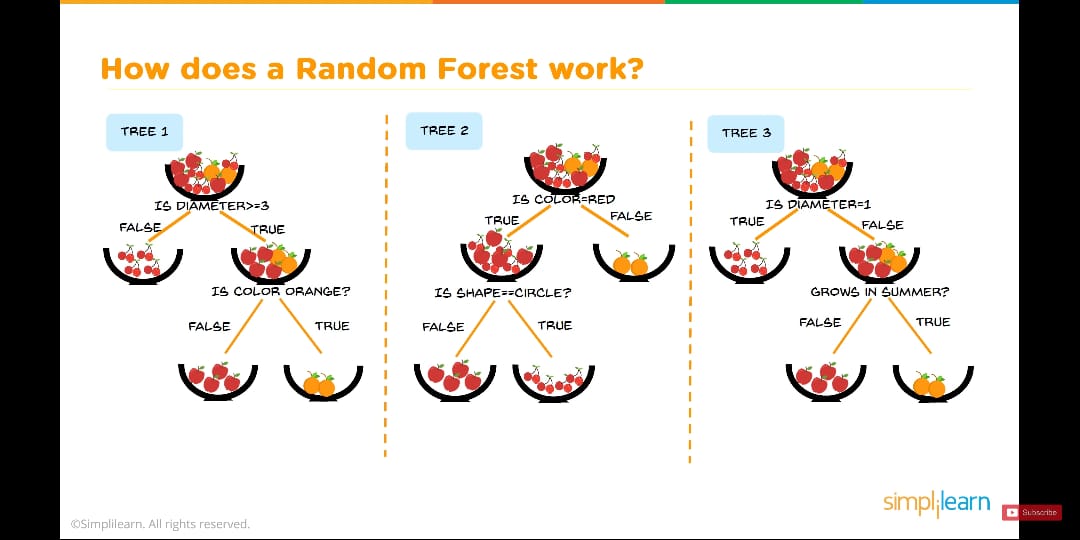 How does a Random Forest work?
TREE 1
IS DIAMETER>=3
FALSE
TRUE
IS COLOR ORANGE?
FALSE
TRUE
TREE 2
IS COLOR=RED
TRUE
FALSE
IS SHAPE==CIRCLE?
FALSE
TRUE
TREE 3
IS DIAMETER=1
TRUE
FALSE
GROWS IN SUMMER?
FALSE
TRUE
simplilearn
Subscribe
©Simplilearn. All rights reserved.